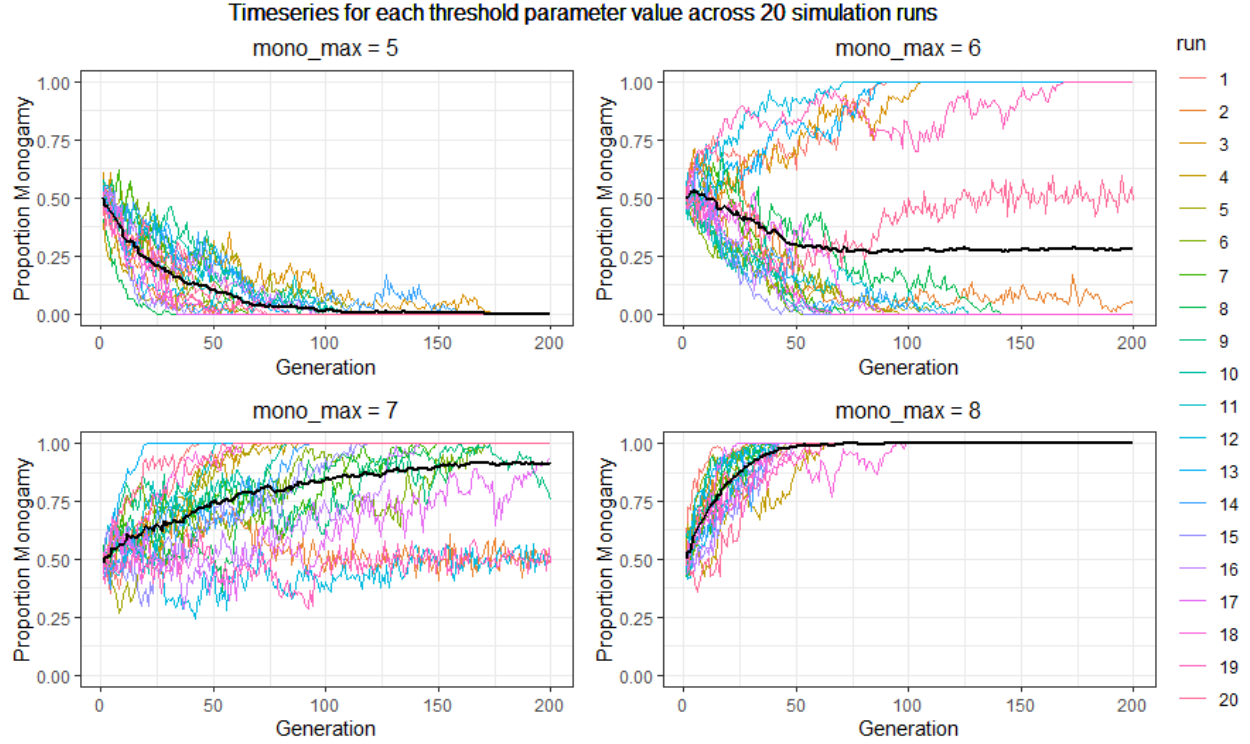 Timeseries for each threshold parameter value across 20 simulation runs
mono_max = 5
1.00
0.75
0.50
0.25
0.00
Proportion Monogamy
0 50 100 150 200
Generation
mono_max = 6
1.00
0.75
0.50
0.25
0.00
Proportion Monogamy
0 50 100 150 200
Generation
mono_max = 7
1.00
0.75
0.50
0.25
0.00
Proportion Monogamy
0 50 100 150 200
Generation
mono_max = 8
1.00
0.75
0.50
0.25
0.00
Proportion Monogamy
0 50 100 150 200
Generation
run
1
2
3
4
5
6
7
8
9
10
11
12
13
14
15
16
17
18
19
20